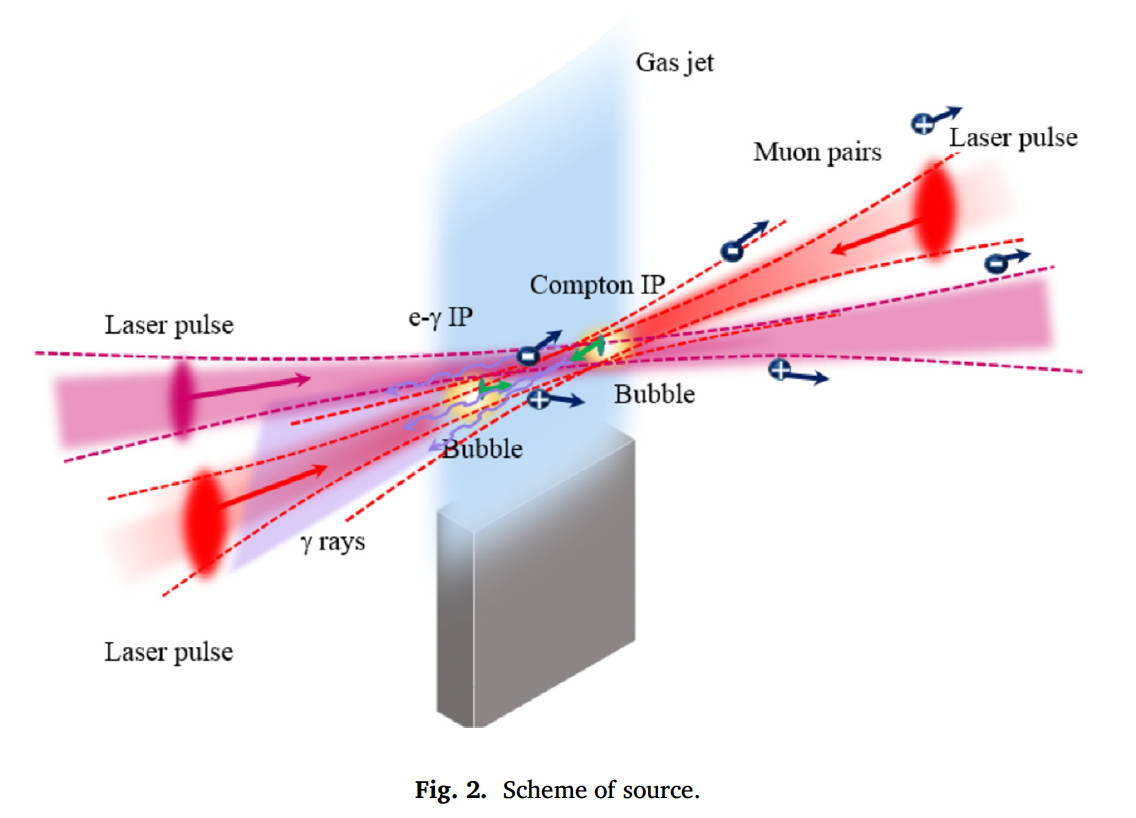 Gas jet
Laser pulse
Muon pairs
Compton IP
e-γ IP
Laser pulse
Bubble
Bubble
γ rays
Laser pulse
Fig. 2. Scheme of source.